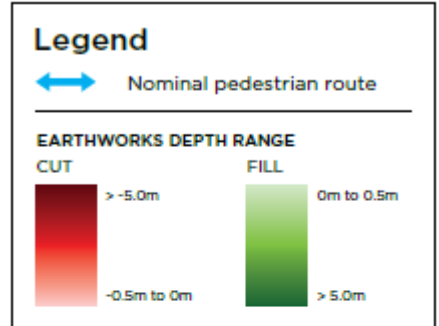 Legend
Nominal pedestrian route
EARTHWORKS DEPTH RANGE
CUT FILL
> -5.0m 0m to 0.5m
-0.5m to 0m > 5.0m